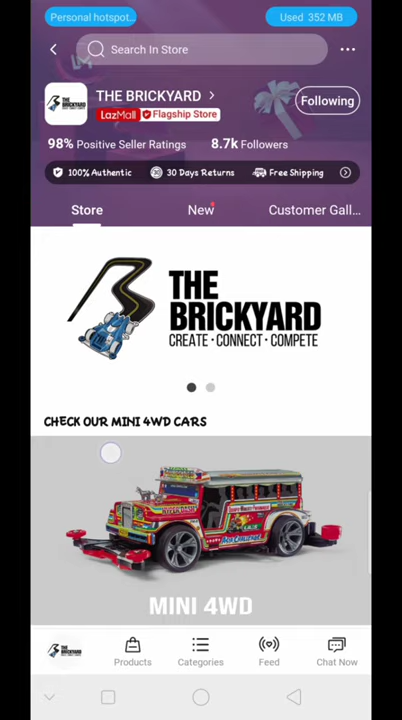 Personal hotspot...
Used 352 MB
Search In Store
THE BRICKYARD
LazMall Flagship Store
Following
98% Positive Seller Ratings
8.7k Followers
100% Authentic
30 Days Returns
Free Shipping
Store
New
Customer Gall...
THE
BRICKYARD
CREATE • CONNECT • COMPETE
CHECK OUR MINI 4WD CARS
MINI 4WD
Products
Categories
Feed
Chat Now